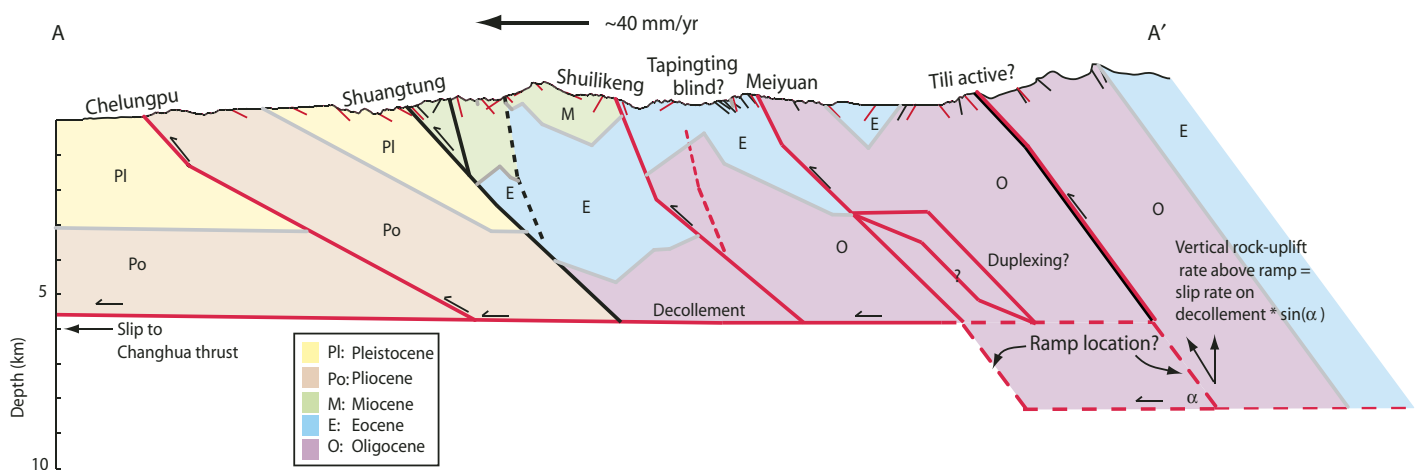 ~40 mm/yr
A
A′
Chelungpu
Shuangtung
Shuilikeng
Tapingting
blind?
Meiyuan
Tili active?
Pl
Po
Pl
Po
E
M
E
E
O
E
O
O
E
Duplexing?
?
Vertical rock-uplift
rate above ramp =
slip rate on
decollement * sin(α)
Decollement
Ramp location?
α
Slip to
Changhua thrust
Pl: Pleistocene
Po: Pliocene
M: Miocene
E: Eocene
O: Oligocene
Depth (km)
5
10